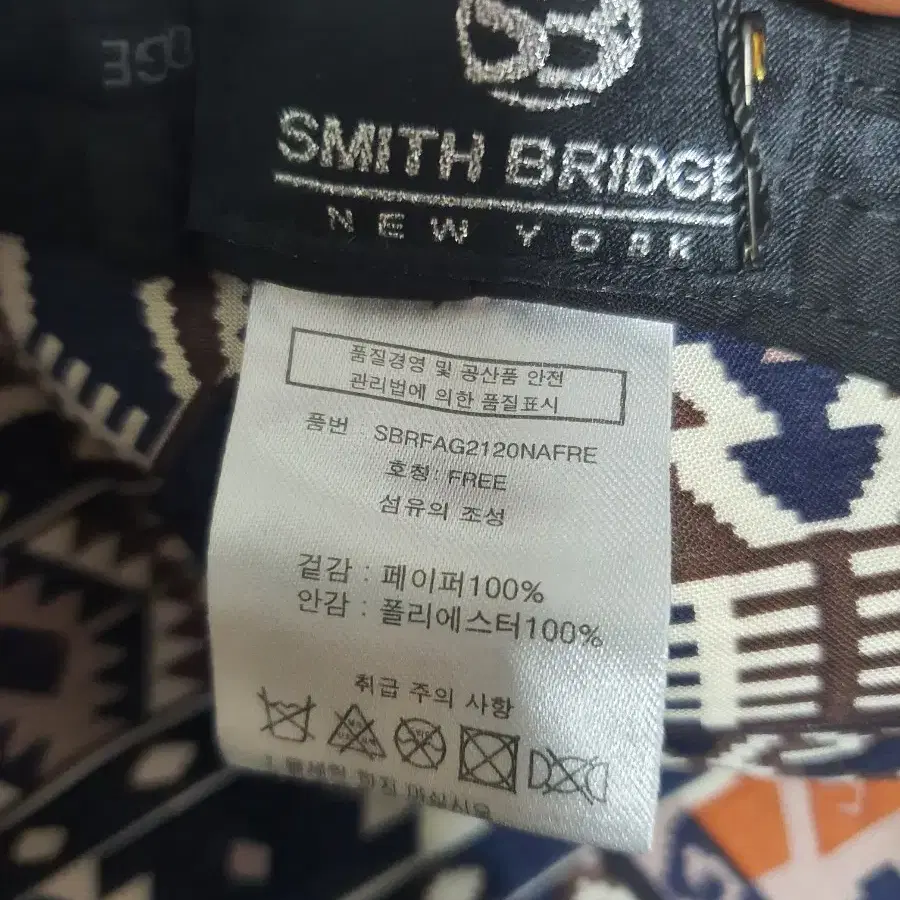 SB
SMITH BRIDGE
NEW YORK
품질경영 및 공산품 안전
관리법에 의한 품질표시
품번 : SBRFAG2120NAFRE
호칭: FREE
섬유의 조성
겉감 : 페이퍼100%
안감 : 폴리에스터100%
취급 주의 사항